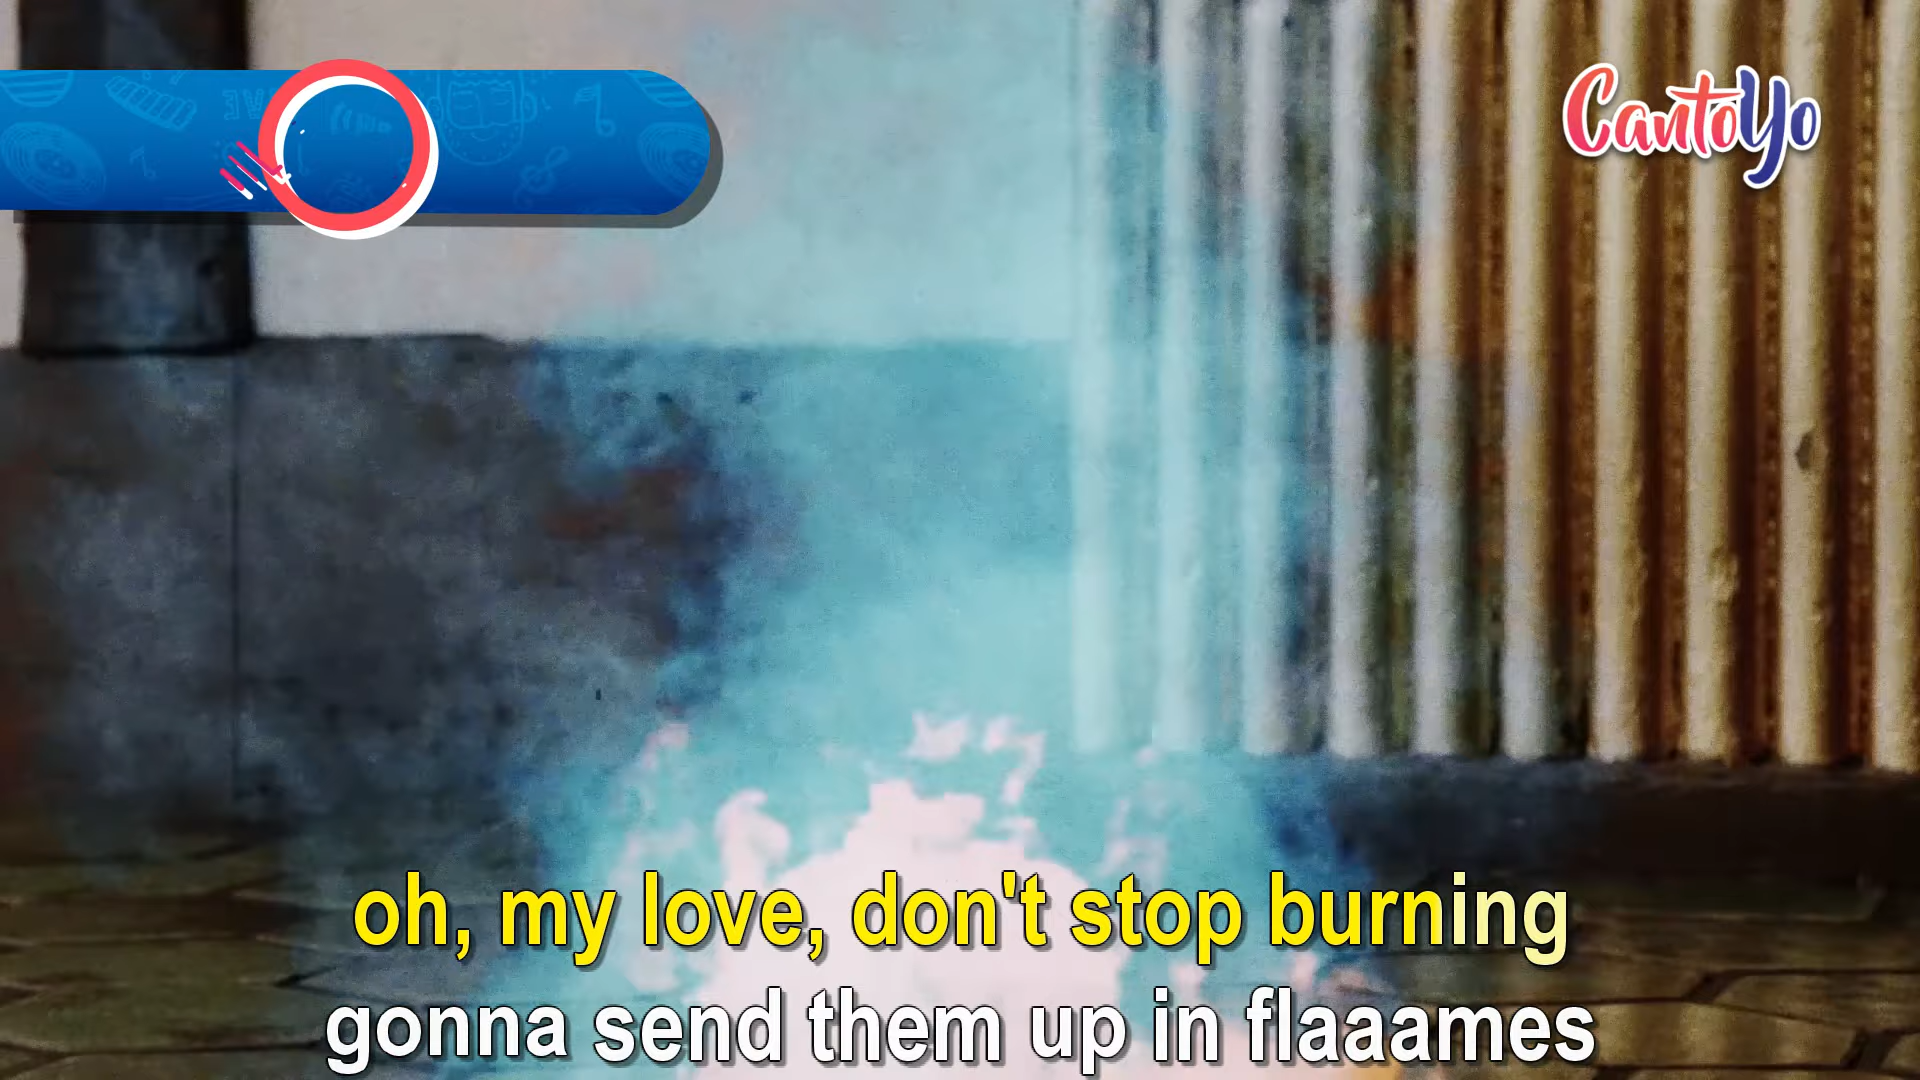 CantoYo
oh, my love, don't stop burning
gonna send them up in flaaames